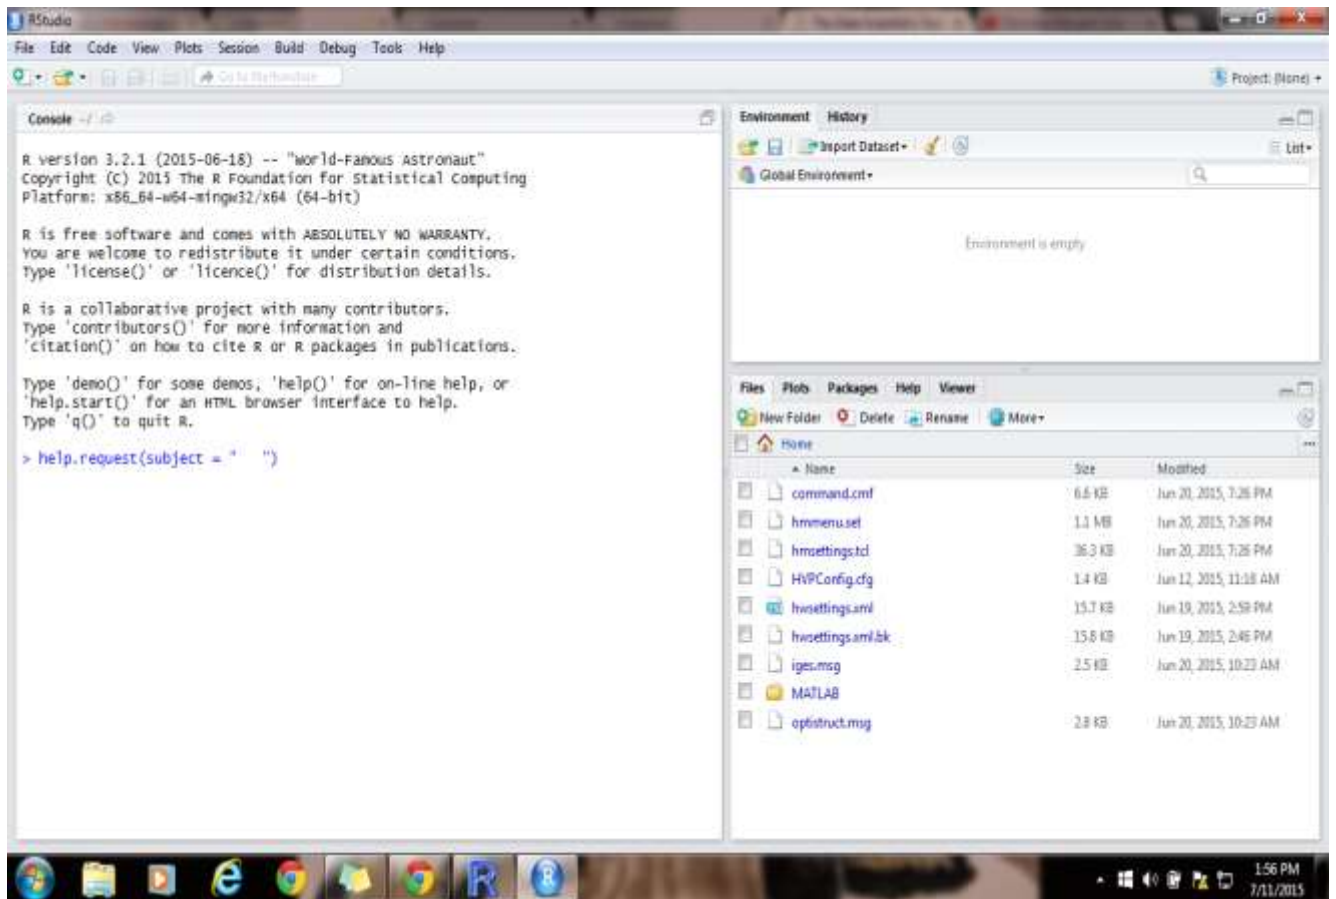 RStudio
File Edit Code View Plots Session Build Debug Tools Help
Go to file/function
Project: (None)
Console ~/
R version 3.2.1 (2015-06-18) -- "World-Famous Astronaut"
Copyright (C) 2015 The R Foundation for Statistical Computing
Platform: x86_64-w64-mingw32/x64 (64-bit)
R is free software and comes with ABSOLUTELY NO WARRANTY.
You are welcome to redistribute it under certain conditions.
Type 'license()' or 'licence()' for distribution details.
R is a collaborative project with many contributors.
Type 'contributors()' for more information and
'citation()' on how to cite R or R packages in publications.
Type 'demo()' for some demos, 'help()' for on-line help, or
'help.start()' for an HTML browser interface to help.
Type 'q()' to quit R.
> help.request(subject = "   ")
Environment History
Import Dataset
List
Global Environment
Environment is empty
Files Plots Packages Help Viewer
New Folder Delete Rename More
Home
Name Size Modified
command.cmf 6.6 KB Jun 20, 2015, 7:26 PM
hmmenu.set 1.1 MB Jun 20, 2015, 7:26 PM
hmsettings.tcl 36.3 KB Jun 20, 2015, 7:26 PM
HVPConfig.cfg 1.4 KB Jun 12, 2015, 11:18 AM
hwsettings.xml 15.7 KB Jun 19, 2015, 2:59 PM
hwsettings.xml.bk 15.8 KB Jun 19, 2015, 2:46 PM
iges.msg 2.5 KB Jun 20, 2015, 10:23 AM
MATLAB
optistruct.msg 2.8 KB Jun 20, 2015, 10:23 AM
1:56 PM
7/11/2015